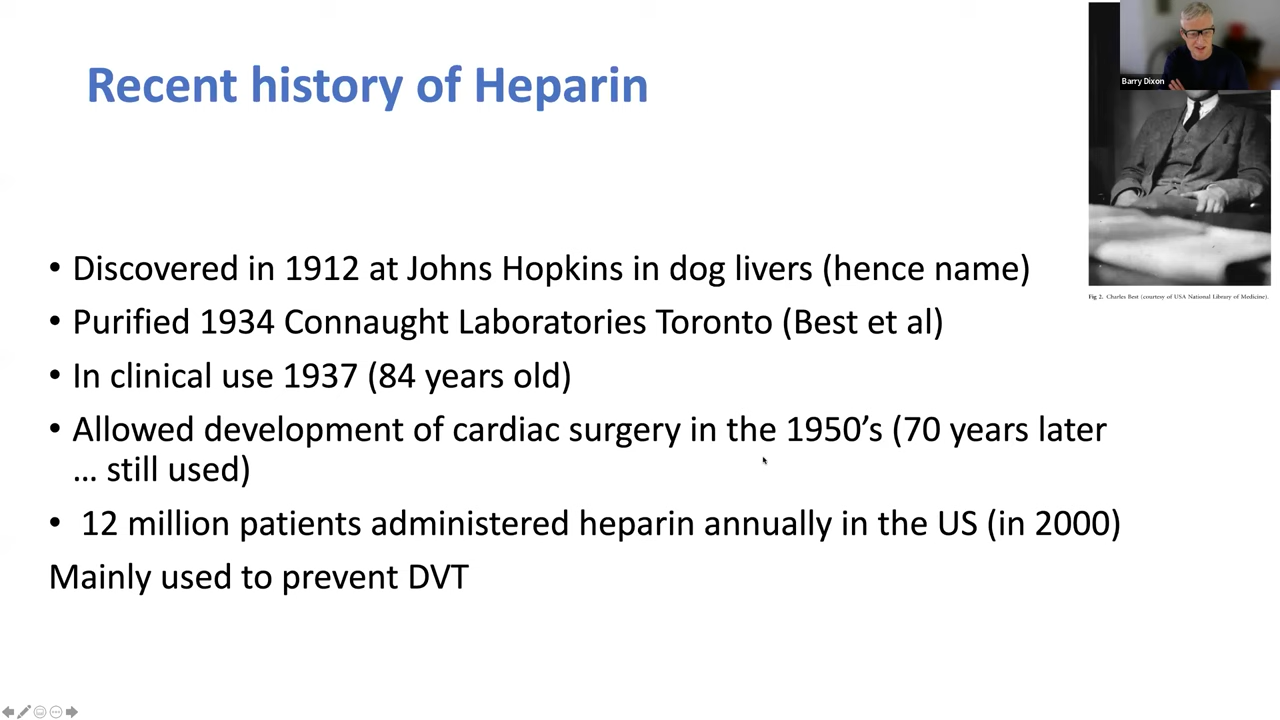 Recent history of Heparin
Barry Dixon
Fig 2. Charles Best (courtesy of USA National Library of Medicine).
• Discovered in 1912 at Johns Hopkins in dog livers (hence name)
• Purified 1934 Connaught Laboratories Toronto (Best et al)
• In clinical use 1937 (84 years old)
• Allowed development of cardiac surgery in the 1950’s (70 years later
… still used)
• 12 million patients administered heparin annually in the US (in 2000)
Mainly used to prevent DVT